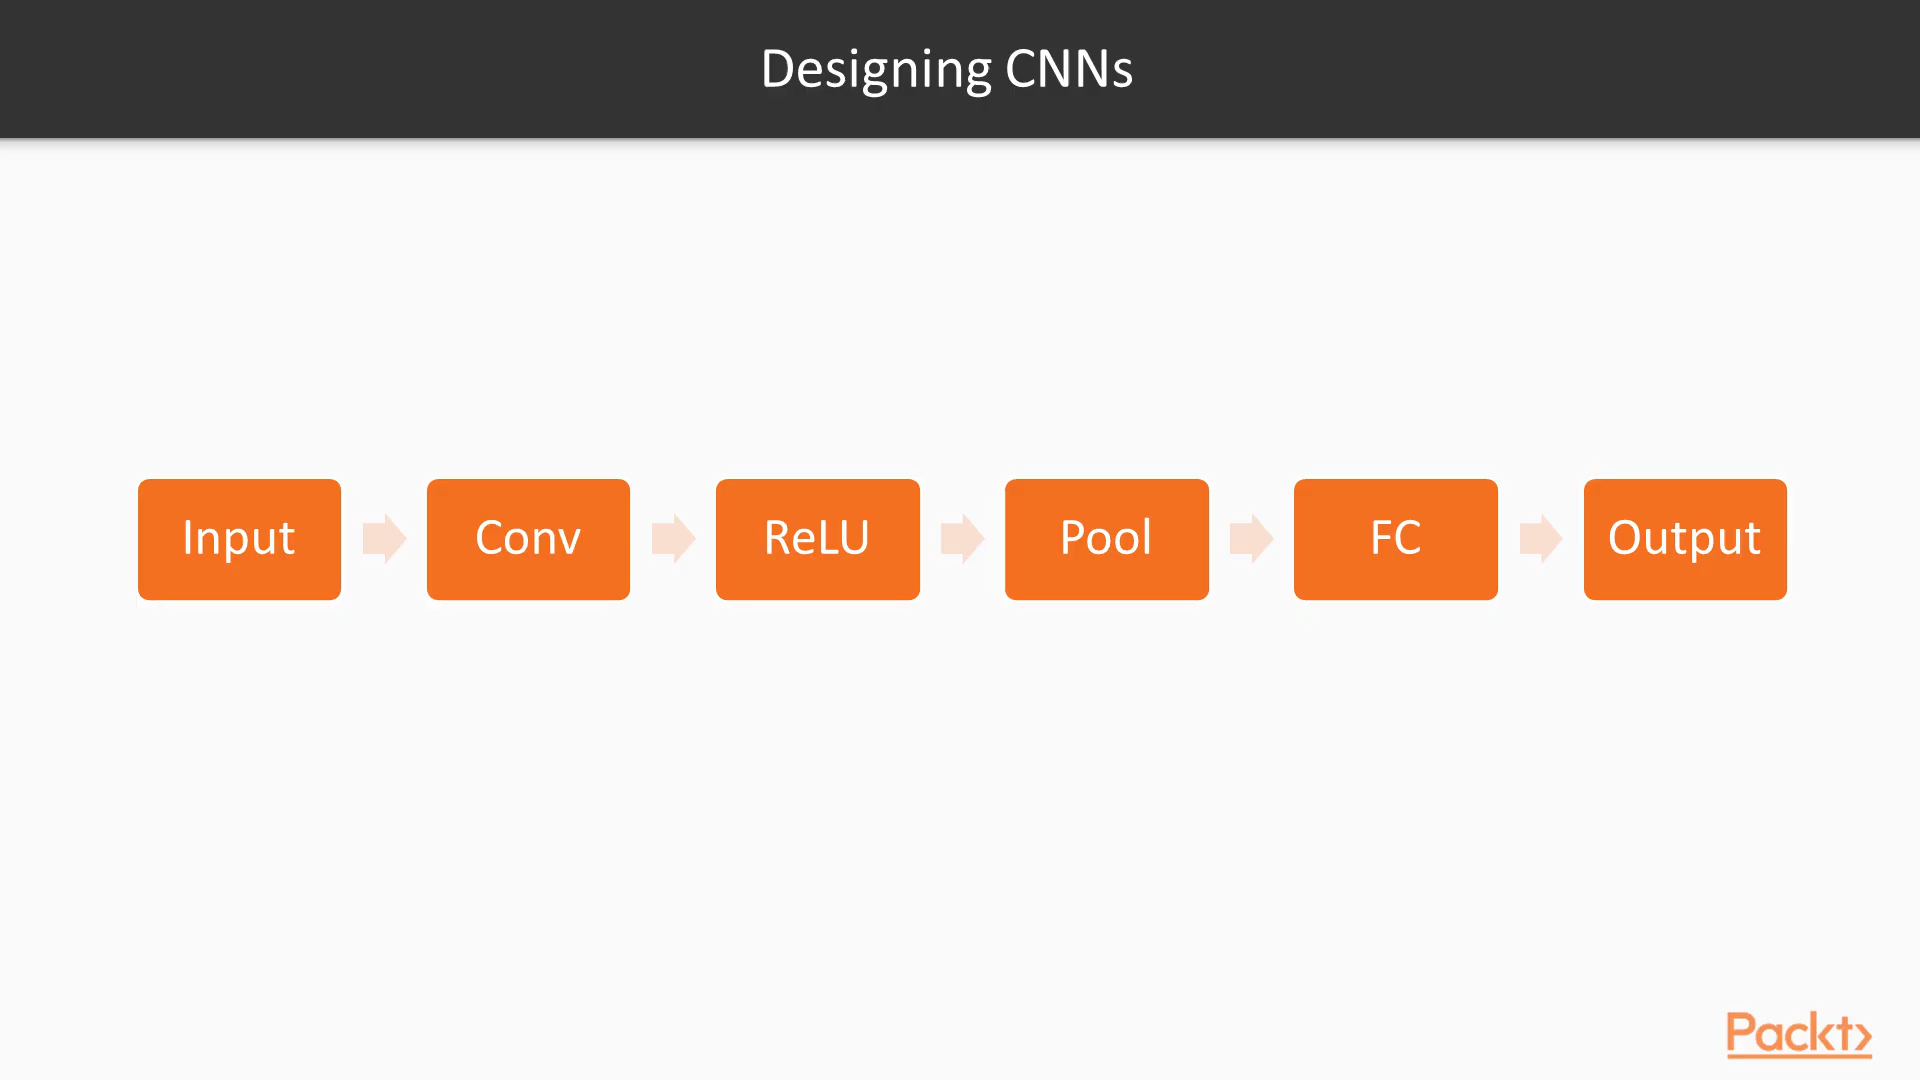 Designing CNNs
Input
Conv
ReLU
Pool
FC
Output
Packt